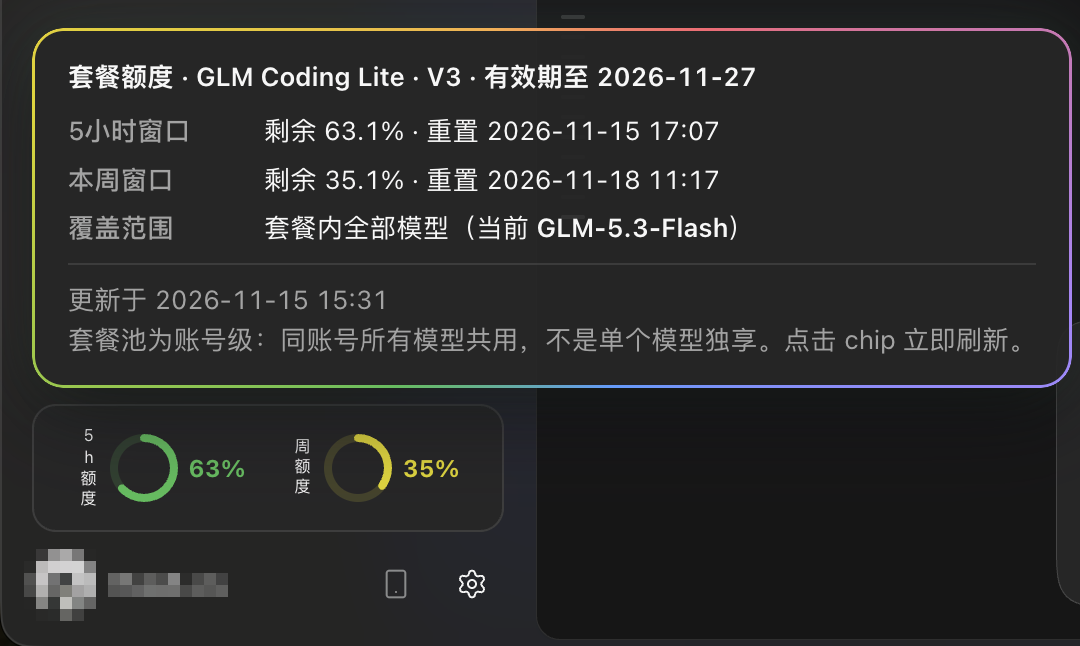 套餐额度 · GLM Coding Lite · V3 · 有效期至 2026-11-27
5小时窗口 剩余 63.1% · 重置 2026-11-15 17:07
本周窗口 剩余 35.1% · 重置 2026-11-18 11:17
覆盖范围 套餐内全部模型（当前 GLM-5.3-Flash）
更新于 2026-11-15 15:31
套餐池为账号级：同账号所有模型共用，不是单个模型独享。点击 chip 立即刷新。
5h额度 63% 周额度 35%